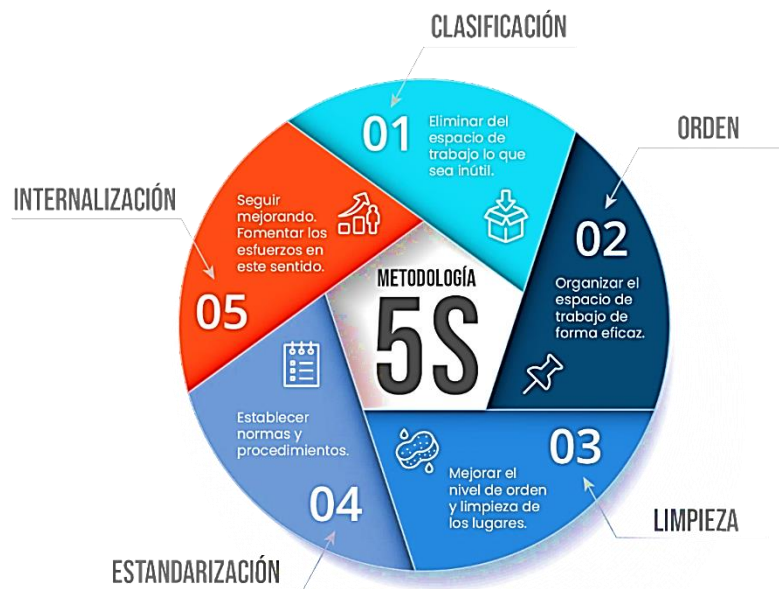 CLASIFICACIÓN
01
Eliminar del
espacio de
trabajo lo que
sea inútil.
ORDEN
02
Organizar el
espacio de
trabajo de
forma eficaz.
03
Mejorar el
nivel de orden
y limpieza de
los lugares.
LIMPIEZA
04
Establecer
normas y
procedimientos.
ESTANDARIZACIÓN
INTERNALIZACIÓN
05
Seguir
mejorando.
Fomentar los
esfuerzos en
este sentido.
METODOLOGÍA
5S